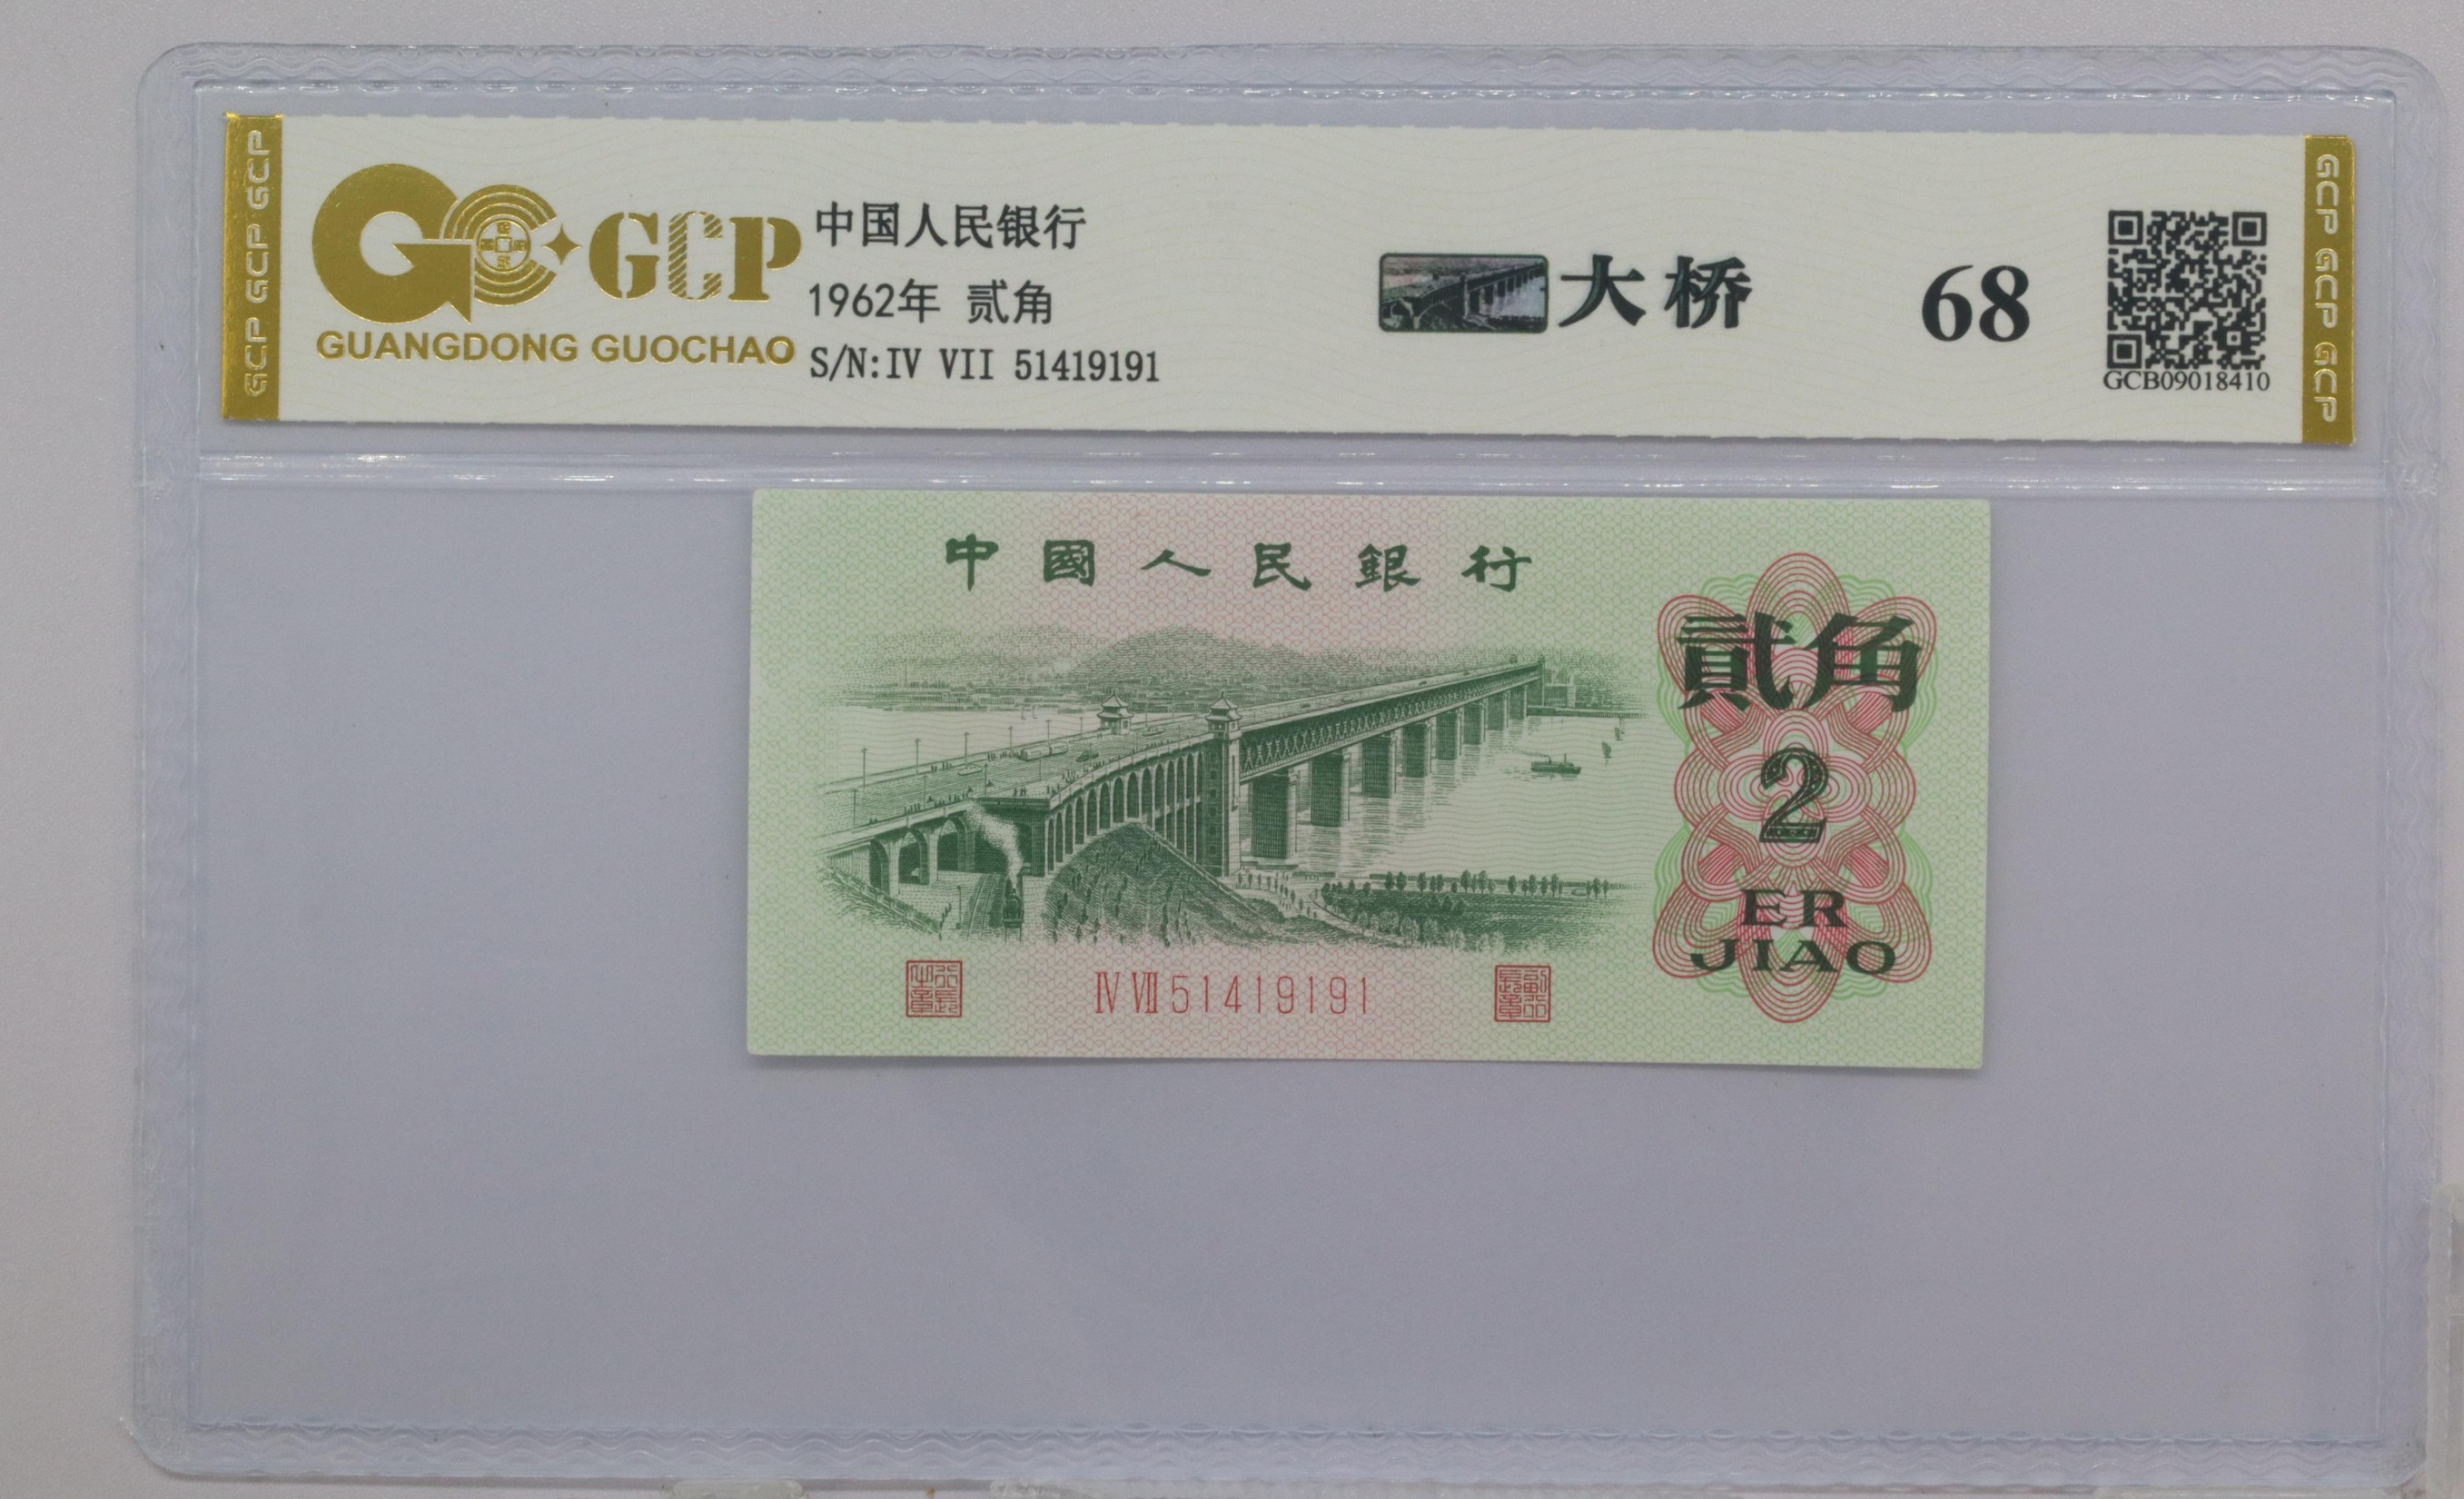 GCP GCP GCP
GCP
GUANGDONG GUOCHAO
中国人民银行
1962年 贰角
S/N:IV VII 51419191
大桥
68
GCB09018410
GCP GCP GCP
中國人民銀行
貳角
2
ER
JIAO
IV VII 51419191